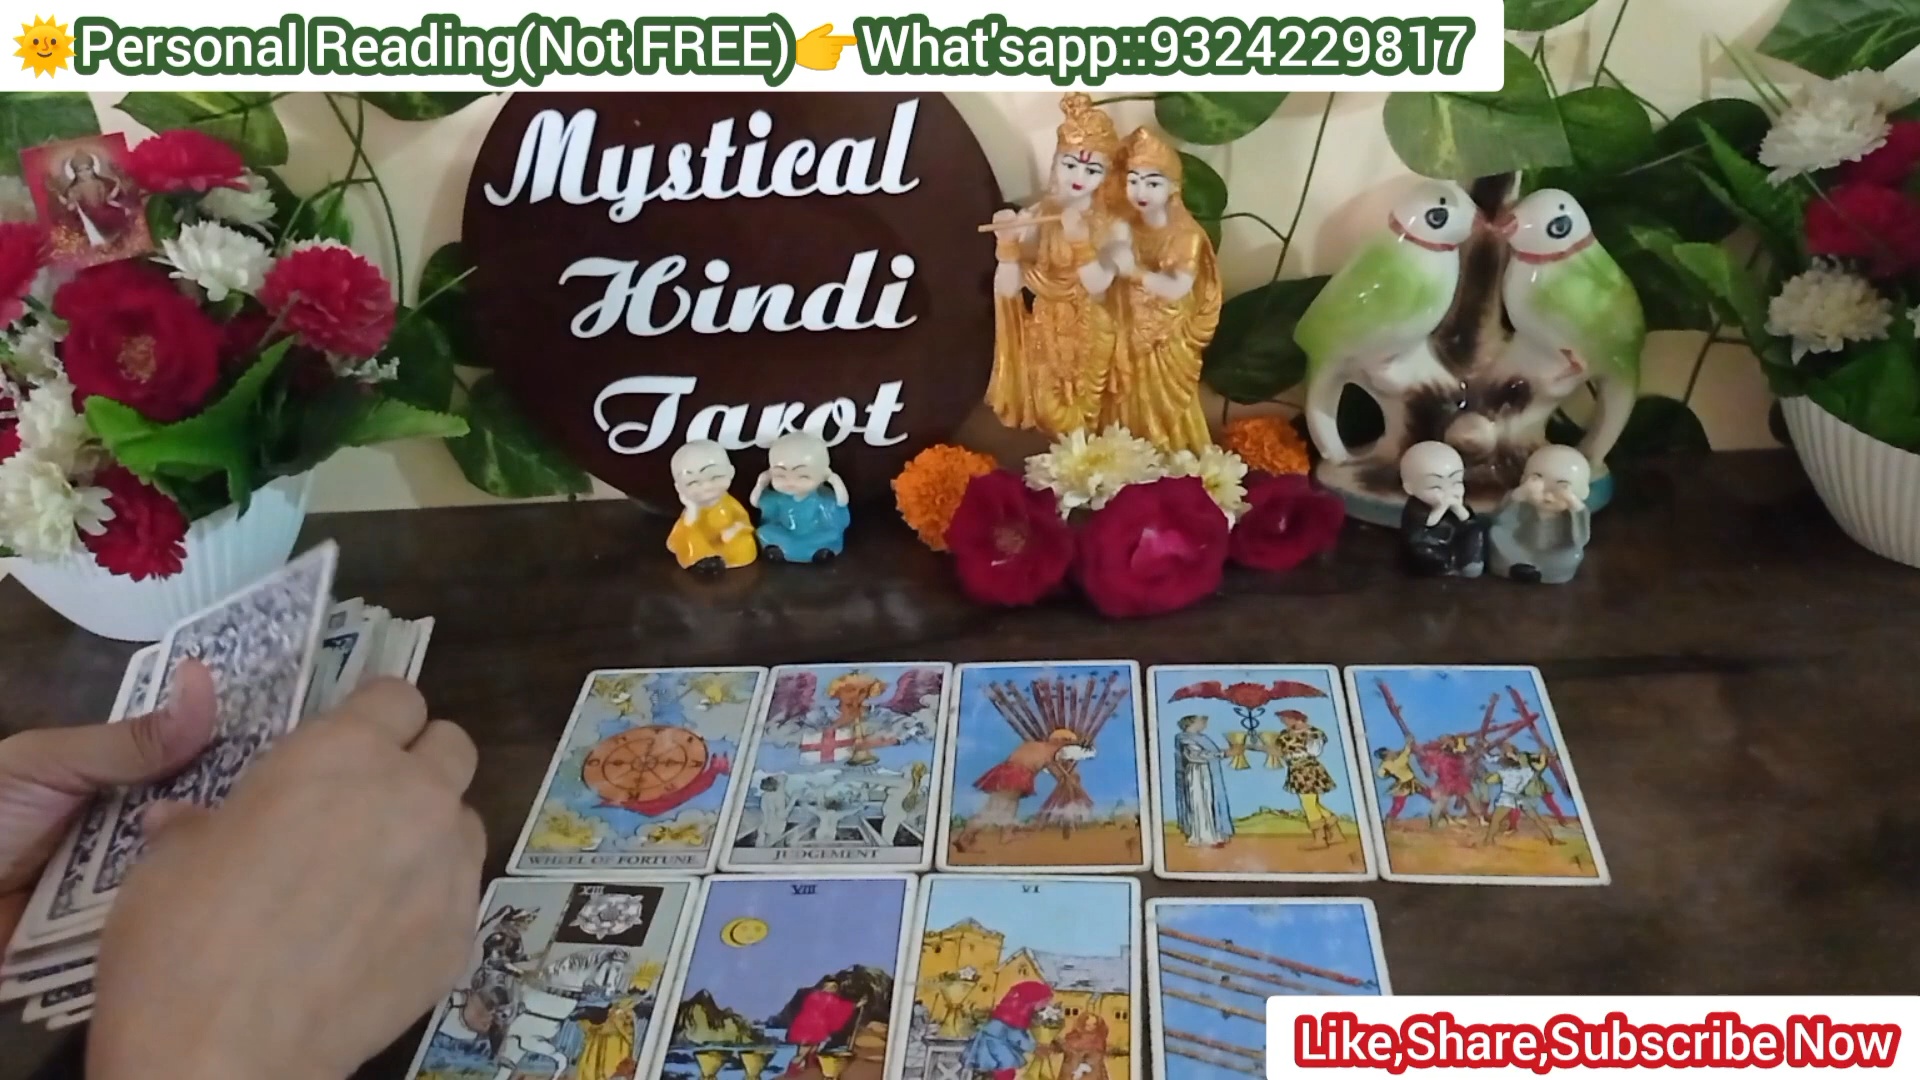 🌞Personal Reading(Not FREE)👉What'sapp::9324229817
Mystical
Hindi
Tarot
WHEEL OF FORTUNE
JUDGEMENT
V
XIII
VIII
VI
Like,Share,Subscribe Now